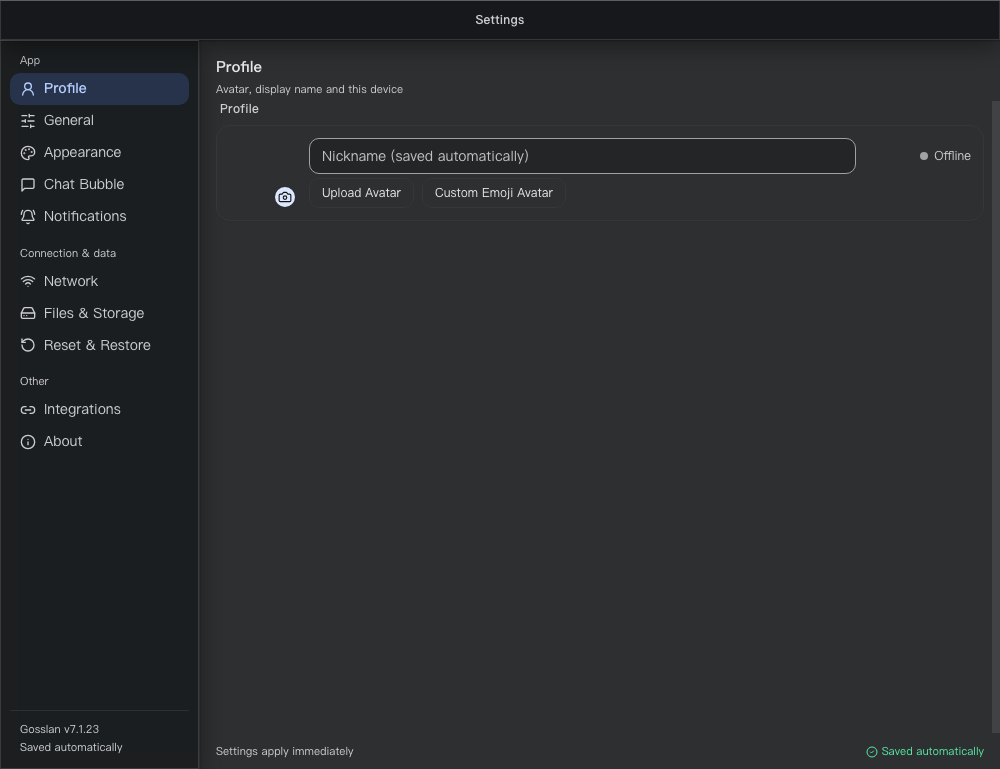 Settings
App
Profile
General
Appearance
Chat Bubble
Notifications
Connection & data
Network
Files & Storage
Reset & Restore
Other
Integrations
About
Gosslan v7.1.23
Saved automatically
Profile
Avatar, display name and this device
Profile
Nickname (saved automatically)
Offline
Upload Avatar
Custom Emoji Avatar
Settings apply immediately
Saved automatically